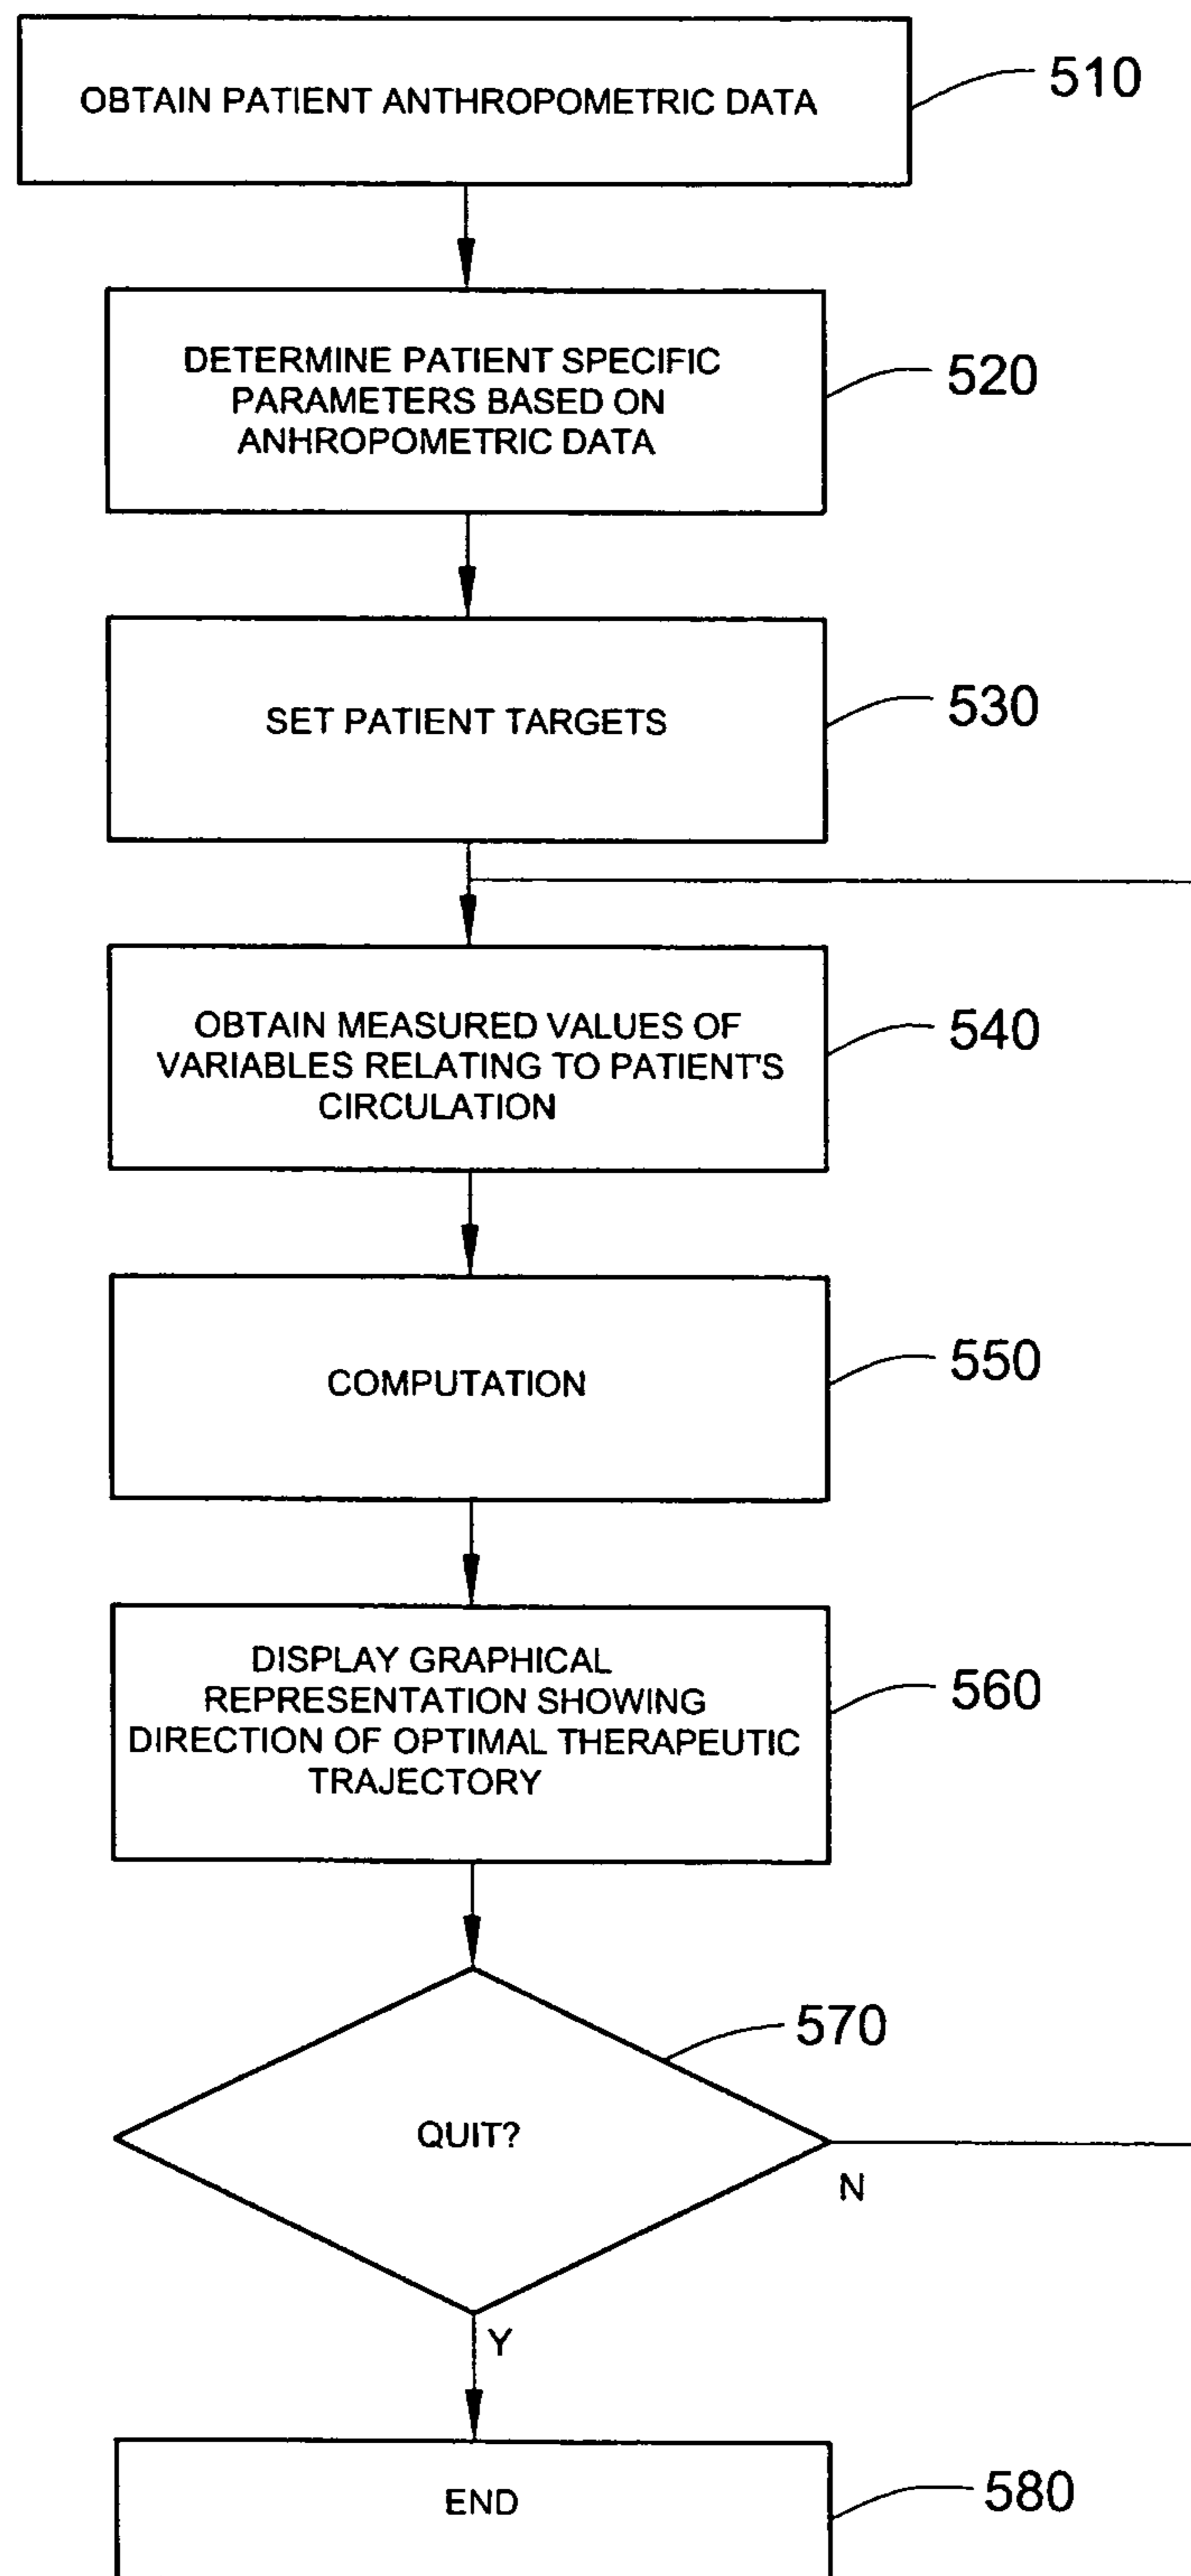 OBTAIN PATIENT ANTHROPOMETRIC DATA
510
DETERMINE PATIENT SPECIFIC
PARAMETERS BASED ON
ANHROPOMETRIC DATA
520
SET PATIENT TARGETS
530
OBTAIN MEASURED VALUES OF
VARIABLES RELATING TO PATIENT'S
CIRCULATION
540
COMPUTATION
550
DISPLAY GRAPHICAL
REPRESENTATION SHOWING
DIRECTION OF OPTIMAL THERAPEUTIC
TRAJECTORY
560
570
QUIT?
N
Y
END
580